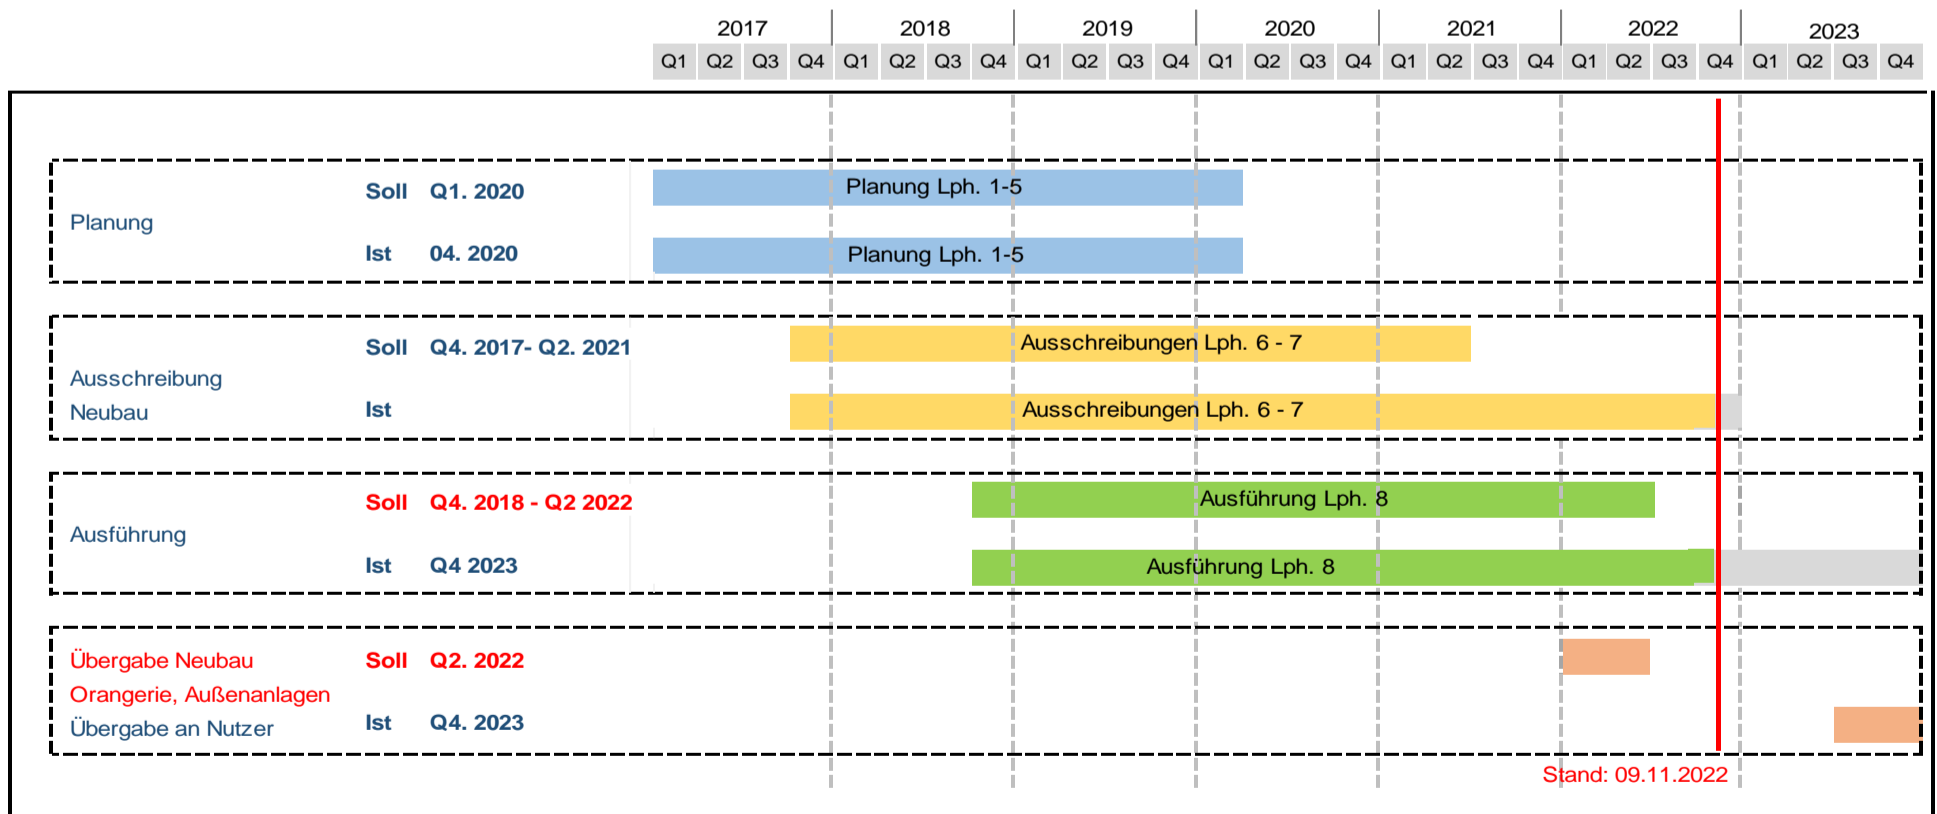 2017 2018 2019 2020 2021 2022 2023
Q1 Q2 Q3 Q4 Q1 Q2 Q3 Q4 Q1 Q2 Q3 Q4 Q1 Q2 Q3 Q4 Q1 Q2 Q3 Q4 Q1 Q2 Q3 Q4 Q1 Q2 Q3 Q4
Planung
Soll Q1. 2020 Planung Lph. 1-5
Ist 04. 2020 Planung Lph. 1-5
Ausschreibung
Neubau
Soll Q4. 2017- Q2. 2021 Ausschreibungen Lph. 6 - 7
Ist Ausschreibungen Lph. 6 - 7
Ausführung
Soll Q4. 2018 - Q2 2022 Ausführung Lph. 8
Ist Q4 2023 Ausführung Lph. 8
Übergabe Neubau
Orangerie, Außenanlagen
Übergabe an Nutzer
Soll Q2. 2022
Ist Q4. 2023
Stand: 09.11.2022